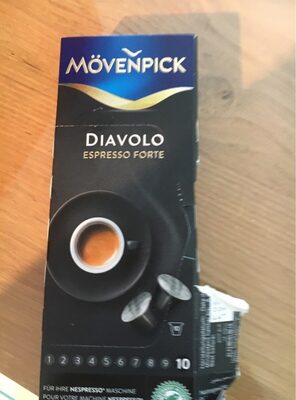 MÖVENPICK
DIAVOLO
ESPRESSO FORTE
10
1 2 3 4 5 6 7 8 9 10
FÜR IHRE NESPRESSO* MASCHINE
POUR VOTRE MACHINE NESPRESSO*